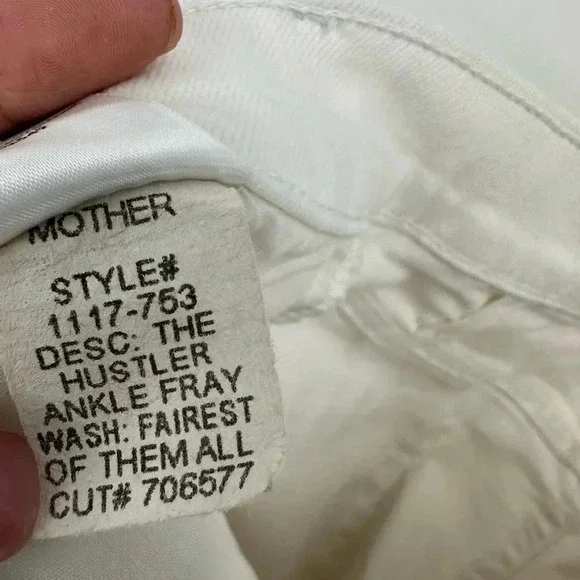 MOTHER
STYLE#
1117-753
DESC: THE
HUSTLER
ANKLE FRAY
WASH: FAIREST
OF THEM ALL
CUT# 706577